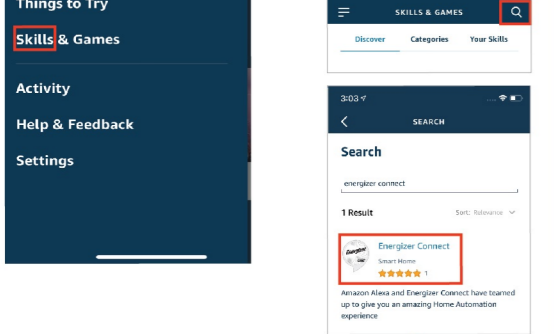 Things to Try
Skills & Games
Activity
Help & Feedback
Settings
SKILLS & GAMES
Discover Categories Your Skills
3:03
SEARCH
Search
energizer connect
1 Result Sort: Relevance
Energizer
Energizer Connect
Smart Home
1
Amazon Alexa and Energizer Connect have teamed
up to give you an amazing Home Automation
experience